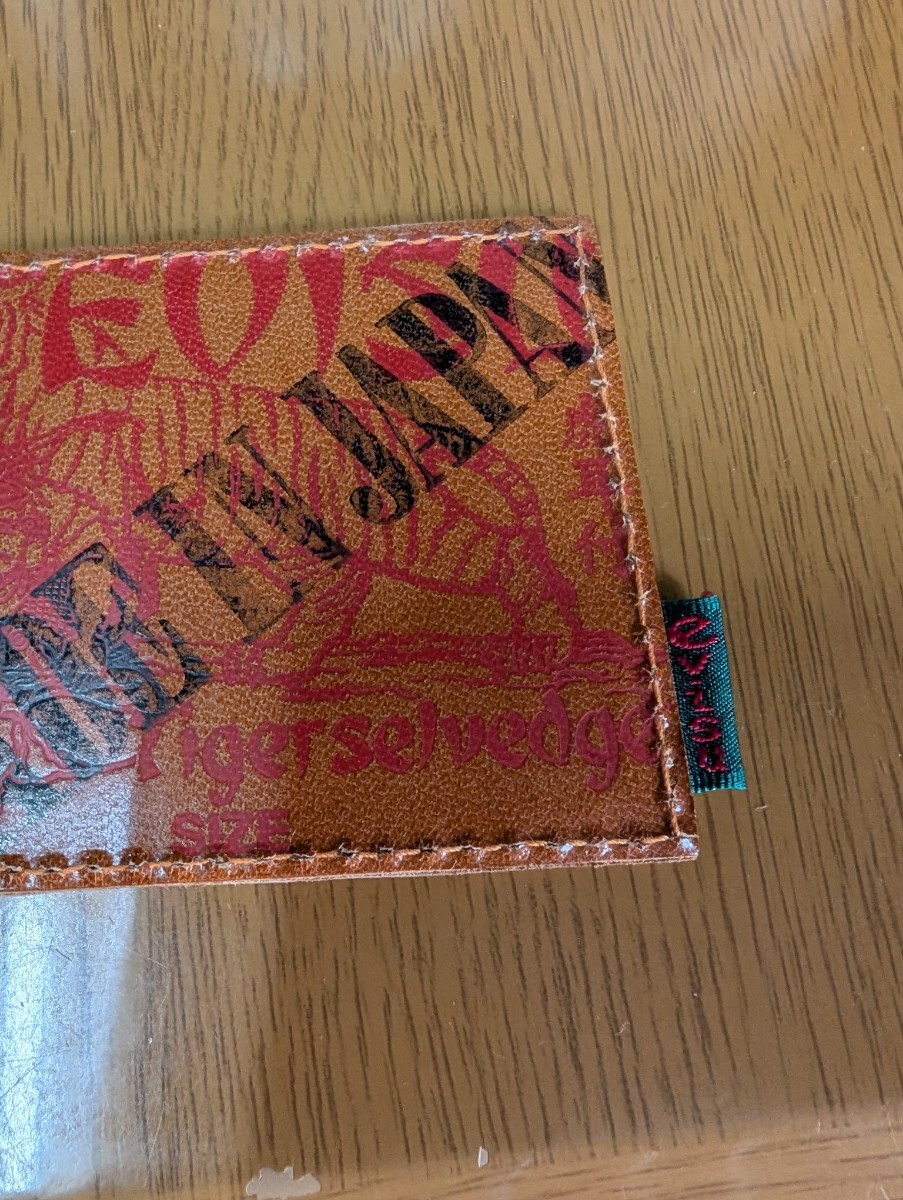 EVIS
MADE IN JAPAN
Tigerselvedge
SIZE
Evisu